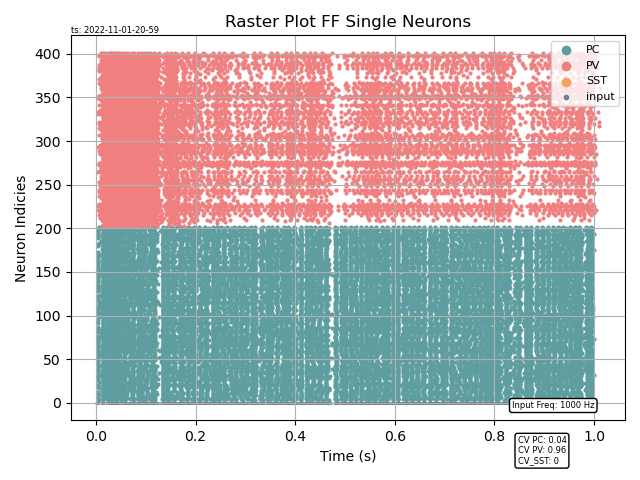 Raster Plot FF Single Neurons
ts: 2022-11-01-20-59
PC
PV
SST
input
400
350
300
250
200
150
100
50
0
Neuron Indicies
Input Freq: 1000 Hz
0.0 0.2 0.4 0.6 0.8 1.0
Time (s)
CV PC: 0.04
CV PV: 0.96
CV_SST: 0